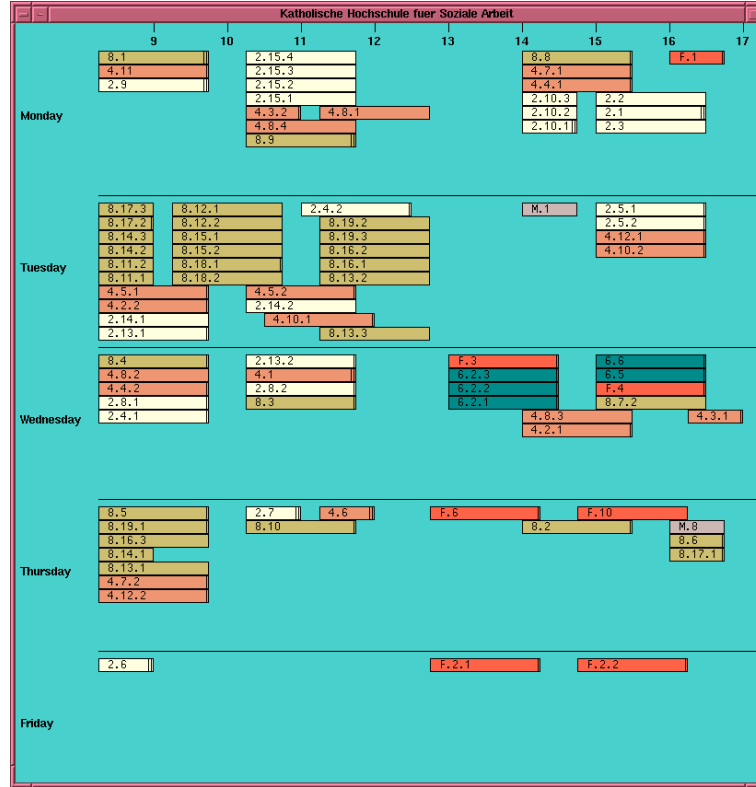 Katholische Hochschule fuer Soziale Arbeit
9 10 11 12 13 14 15 16 17
Monday
8.1 2.15.4 8.8 F.1
4.11 2.15.3 4.7.1
2.9 2.15.2 4.4.1
2.15.1 2.10.3 2.2
4.3.2 4.8.1 2.10.2 2.1
4.8.4 2.10.1 2.3
8.9
Tuesday
8.17.3 8.12.1 2.4.2 M.1 2.5.1
8.17.2 8.12.2 8.19.2 2.5.2
8.14.3 8.15.1 8.19.3 4.12.1
8.14.2 8.15.2 8.16.2 4.10.2
8.11.2 8.18.1 8.16.1
8.11.1 8.18.2 8.13.2
4.5.1 4.5.2
4.2.2 2.14.2
2.14.1 4.10.1
2.13.1 8.13.3
Wednesday
8.4 2.13.2 F.3 6.6
4.8.2 4.1 6.2.3 6.5
4.4.2 2.8.2 6.2.2 F.4
2.8.1 8.3 6.2.1 8.7.2
2.4.1 4.8.3 4.3.1
4.2.1
Thursday
8.5 2.7 4.6 F.6 F.10
8.19.1 8.10 8.2 M.8
8.16.3 8.6
8.14.1 8.17.1
8.13.1
4.7.2
4.12.2
Friday
2.6 F.2.1 F.2.2